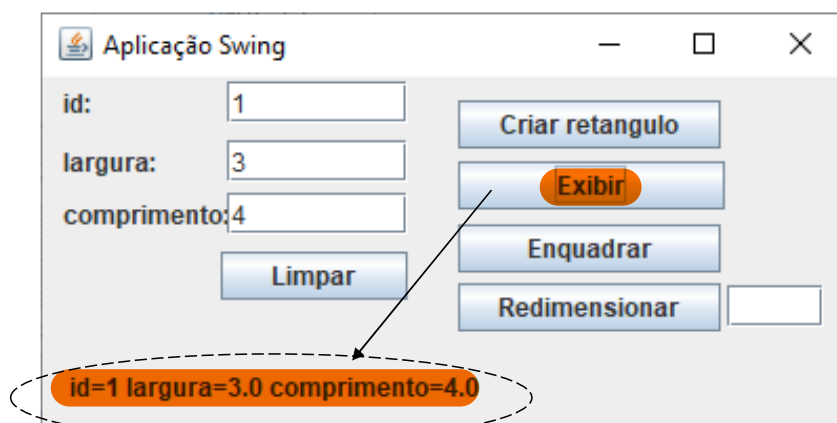 Aplicação Swing
id: 1
Criar retangulo
largura: 3
Exibir
comprimento: 4
Enquadrar
Limpar
Redimensionar
id=1 largura=3.0 comprimento=4.0